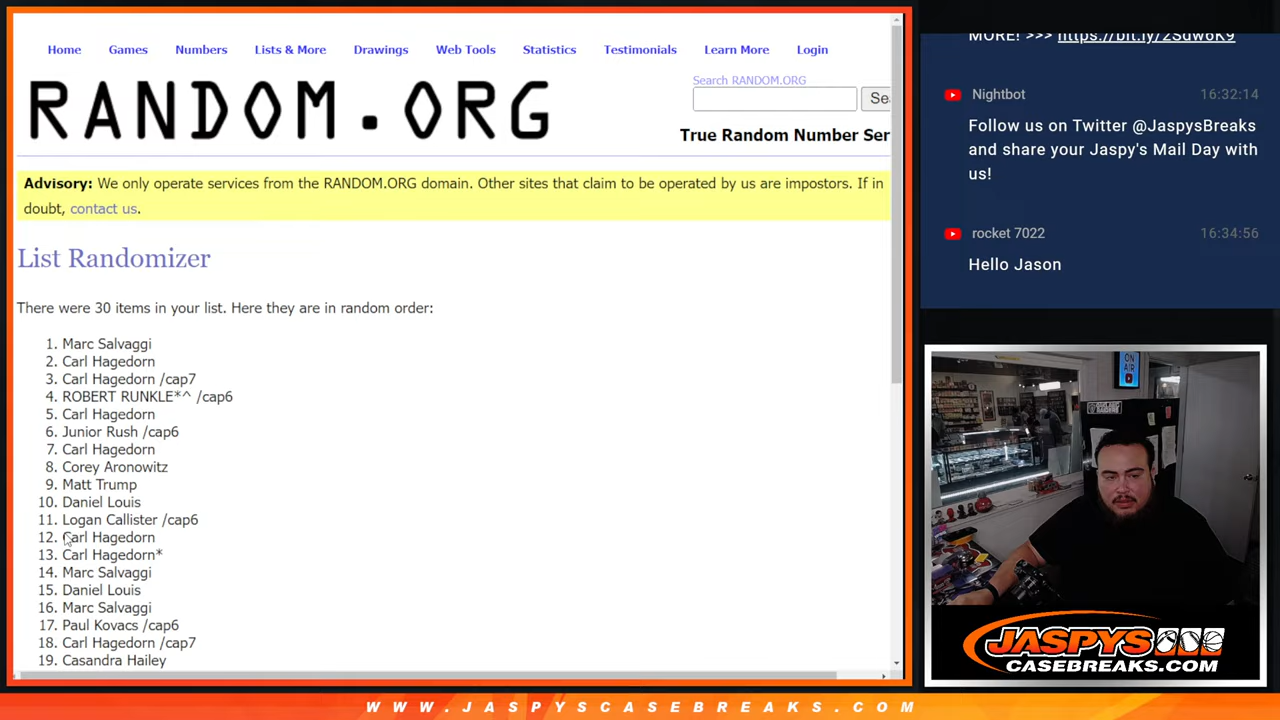 Home Games Numbers Lists & More Drawings Web Tools Statistics Testimonials Learn More Login
RANDOM.ORG
Search RANDOM.ORG
Sea
True Random Number Ser
Advisory: We only operate services from the RANDOM.ORG domain. Other sites that claim to be operated by us are impostors. If in
doubt, contact us.
List Randomizer
There were 30 items in your list. Here they are in random order:
1. Marc Salvaggi
2. Carl Hagedorn
3. Carl Hagedorn /cap7
4. ROBERT RUNKLE*^ /cap6
5. Carl Hagedorn
6. Junior Rush /cap6
7. Carl Hagedorn
8. Corey Aronowitz
9. Matt Trump
10. Daniel Louis
11. Logan Callister /cap6
12. Carl Hagedorn
13. Carl Hagedorn*
14. Marc Salvaggi
15. Daniel Louis
16. Marc Salvaggi
17. Paul Kovacs /cap6
18. Carl Hagedorn /cap7
19. Casandra Hailey
MORE! >>> https://bit.ly/2Sdw6K9
Nightbot 16:32:14
Follow us on Twitter @JaspysBreaks
and share your Jaspy's Mail Day with
us!
rocket 7022 16:34:56
Hello Jason
ON
AIR
JASPYS
CASEBREAKS.COM
WWW.JASPYSCASEBREAKS.COM